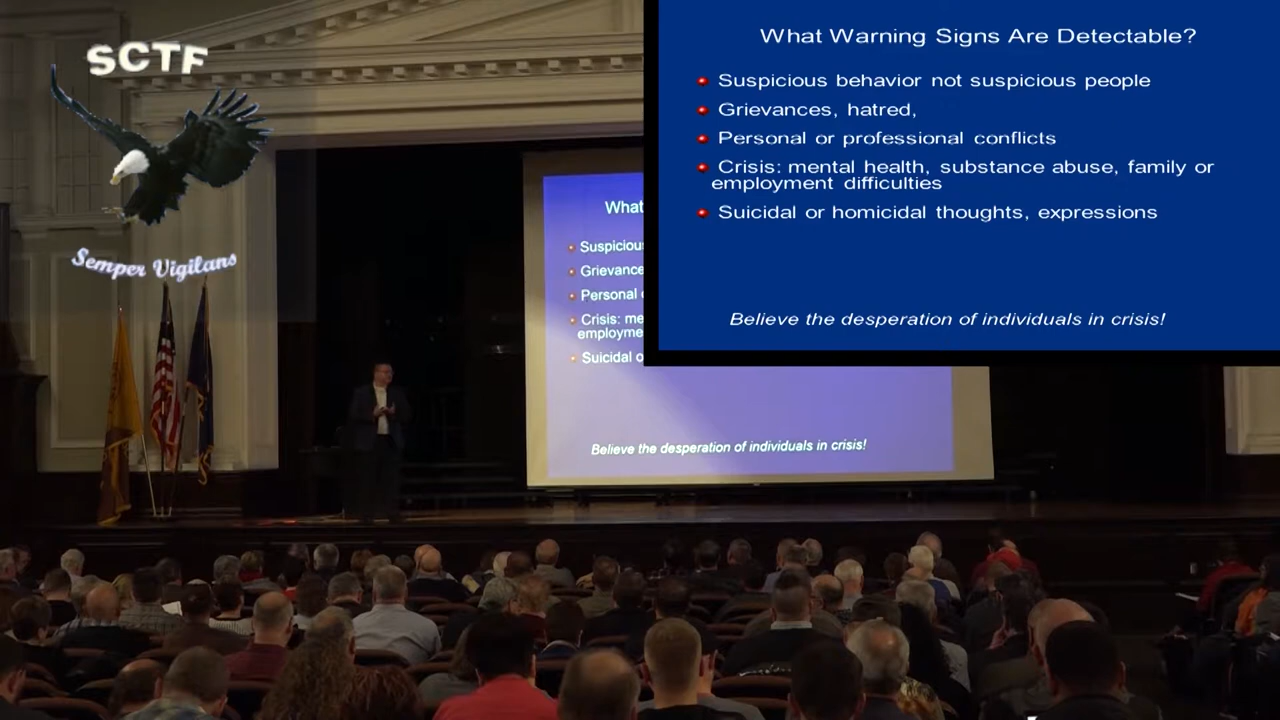 SCTF
Semper Vigilans
What Warning Signs Are Detectable?
Suspicious behavior not suspicious people
Grievances, hatred,
Personal or professional conflicts
Crisis: mental health, substance abuse, family or
employment difficulties
Suicidal or homicidal thoughts, expressions
Believe the desperation of individuals in crisis!
What
Suspiciou
Grievance
Personal
Crisis: me
employme
Suicidal o
Believe the desperation of individuals in crisis!